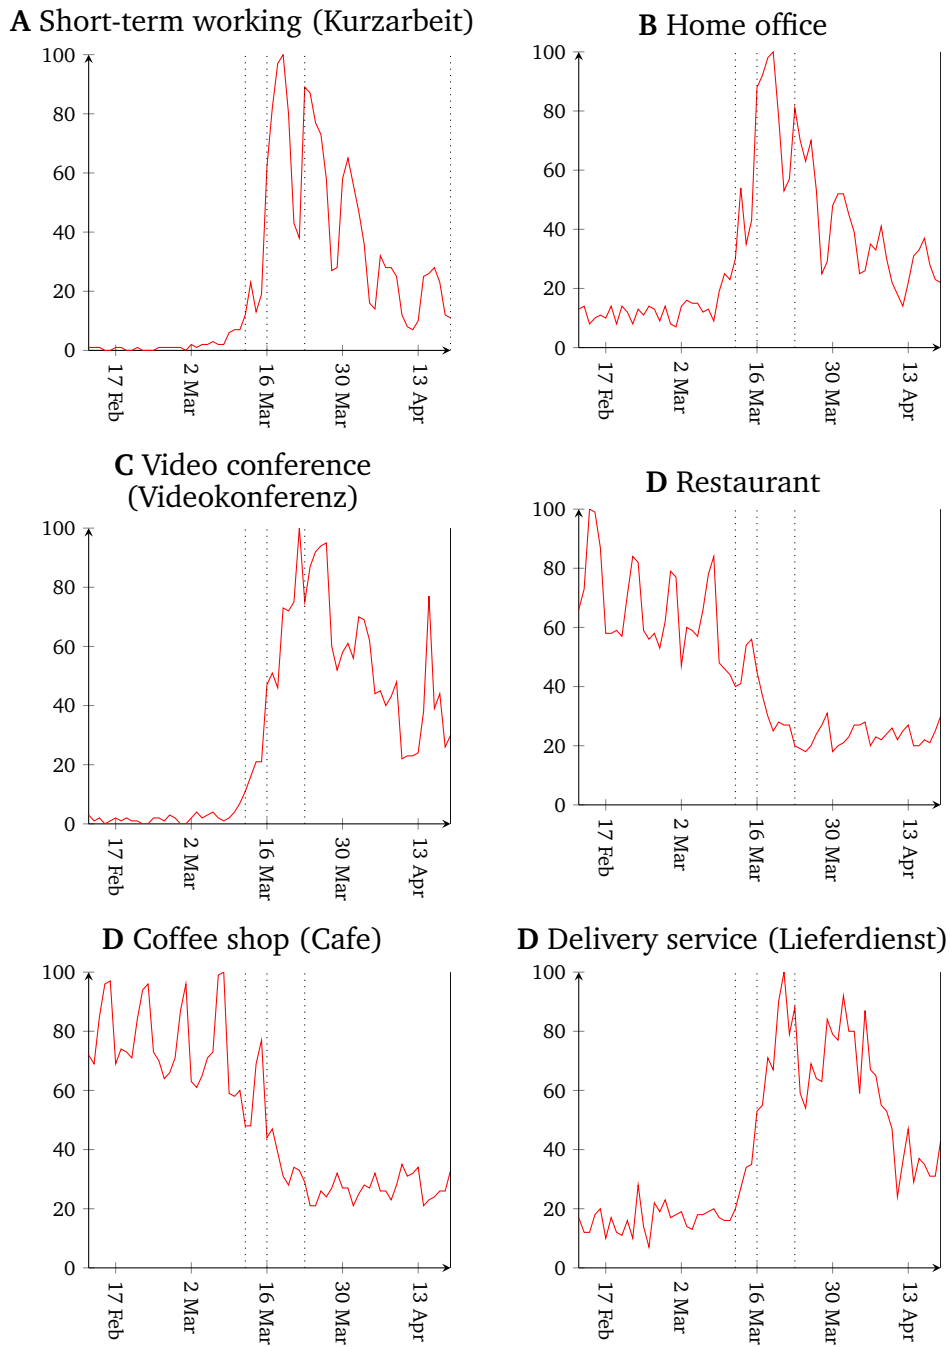 A Short-term working (Kurzarbeit)
100
80
60
40
20
0
17 Feb
2 Mar
16 Mar
30 Mar
13 Apr
B Home office
100
80
60
40
20
0
17 Feb
2 Mar
16 Mar
30 Mar
13 Apr
C Video conference
(Videokonferenz)
100
80
60
40
20
0
17 Feb
2 Mar
16 Mar
30 Mar
13 Apr
D Restaurant
100
80
60
40
20
0
17 Feb
2 Mar
16 Mar
30 Mar
13 Apr
D Coffee shop (Cafe)
100
80
60
40
20
0
17 Feb
2 Mar
16 Mar
30 Mar
13 Apr
D Delivery service (Lieferdienst)
100
80
60
40
20
0
17 Feb
2 Mar
16 Mar
30 Mar
13 Apr